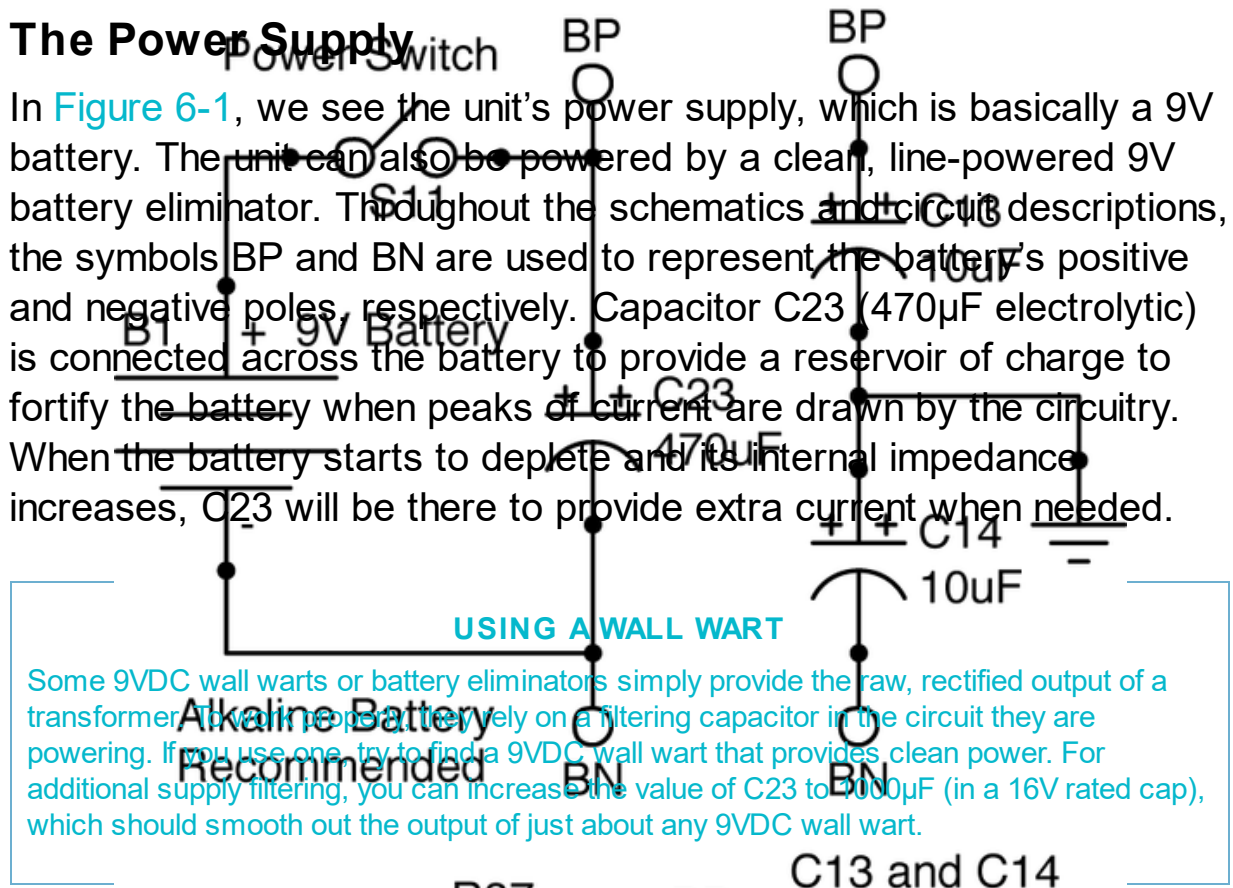 The Power Supply
In Figure 6-1, we see the unit's power supply, which is basically a 9V
battery. The unit can also be powered by a clean, line-powered 9V
battery eliminator. Throughout the schematics and circuit descriptions,
the symbols BP and BN are used to represent the battery's positive
and negative poles, respectively. Capacitor C23 (470µF electrolytic)
is connected across the battery to provide a reservoir of charge to
fortify the battery when peaks of current are drawn by the circuitry.
When the battery starts to deplete and its internal impedance
increases, C23 will be there to provide extra current when needed.
USING A WALL WART
Some 9VDC wall warts or battery eliminators simply provide the raw, rectified output of a
transformer. To work properly, they rely on a filtering capacitor in the circuit they are
powering. If you use one, try to find a 9VDC wall wart that provides clean power. For
additional supply filtering, you can increase the value of C23 to 1000µF (in a 16V rated cap),
which should smooth out the output of just about any 9VDC wall wart.
Power Switch
S11
BP
BP
B1 + 9V Battery
-
+ + C23
470uF
+ + C13
10uF
+ + C14
10uF
Alkaline Battery
Recommended
BN
BN
C13 and C14